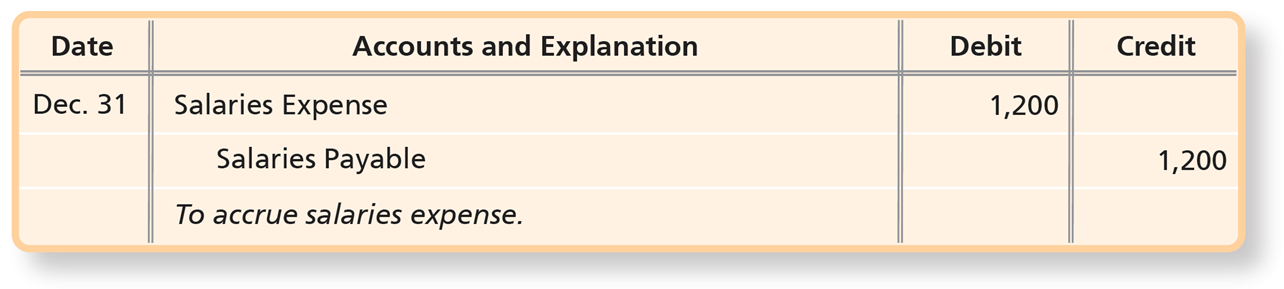 Date Accounts and Explanation Debit Credit
Dec. 31 Salaries Expense 1,200
Salaries Payable 1,200
To accrue salaries expense.